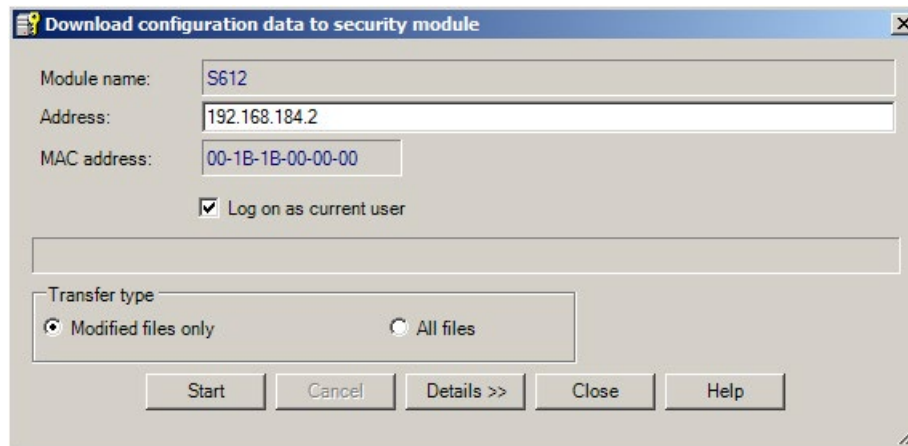 Download configuration data to security module
Module name: S612
Address: 192.168.184.2
MAC address: 00-1B-1B-00-00-00
Log on as current user
Transfer type
Modified files only All files
Start Cancel Details >> Close Help